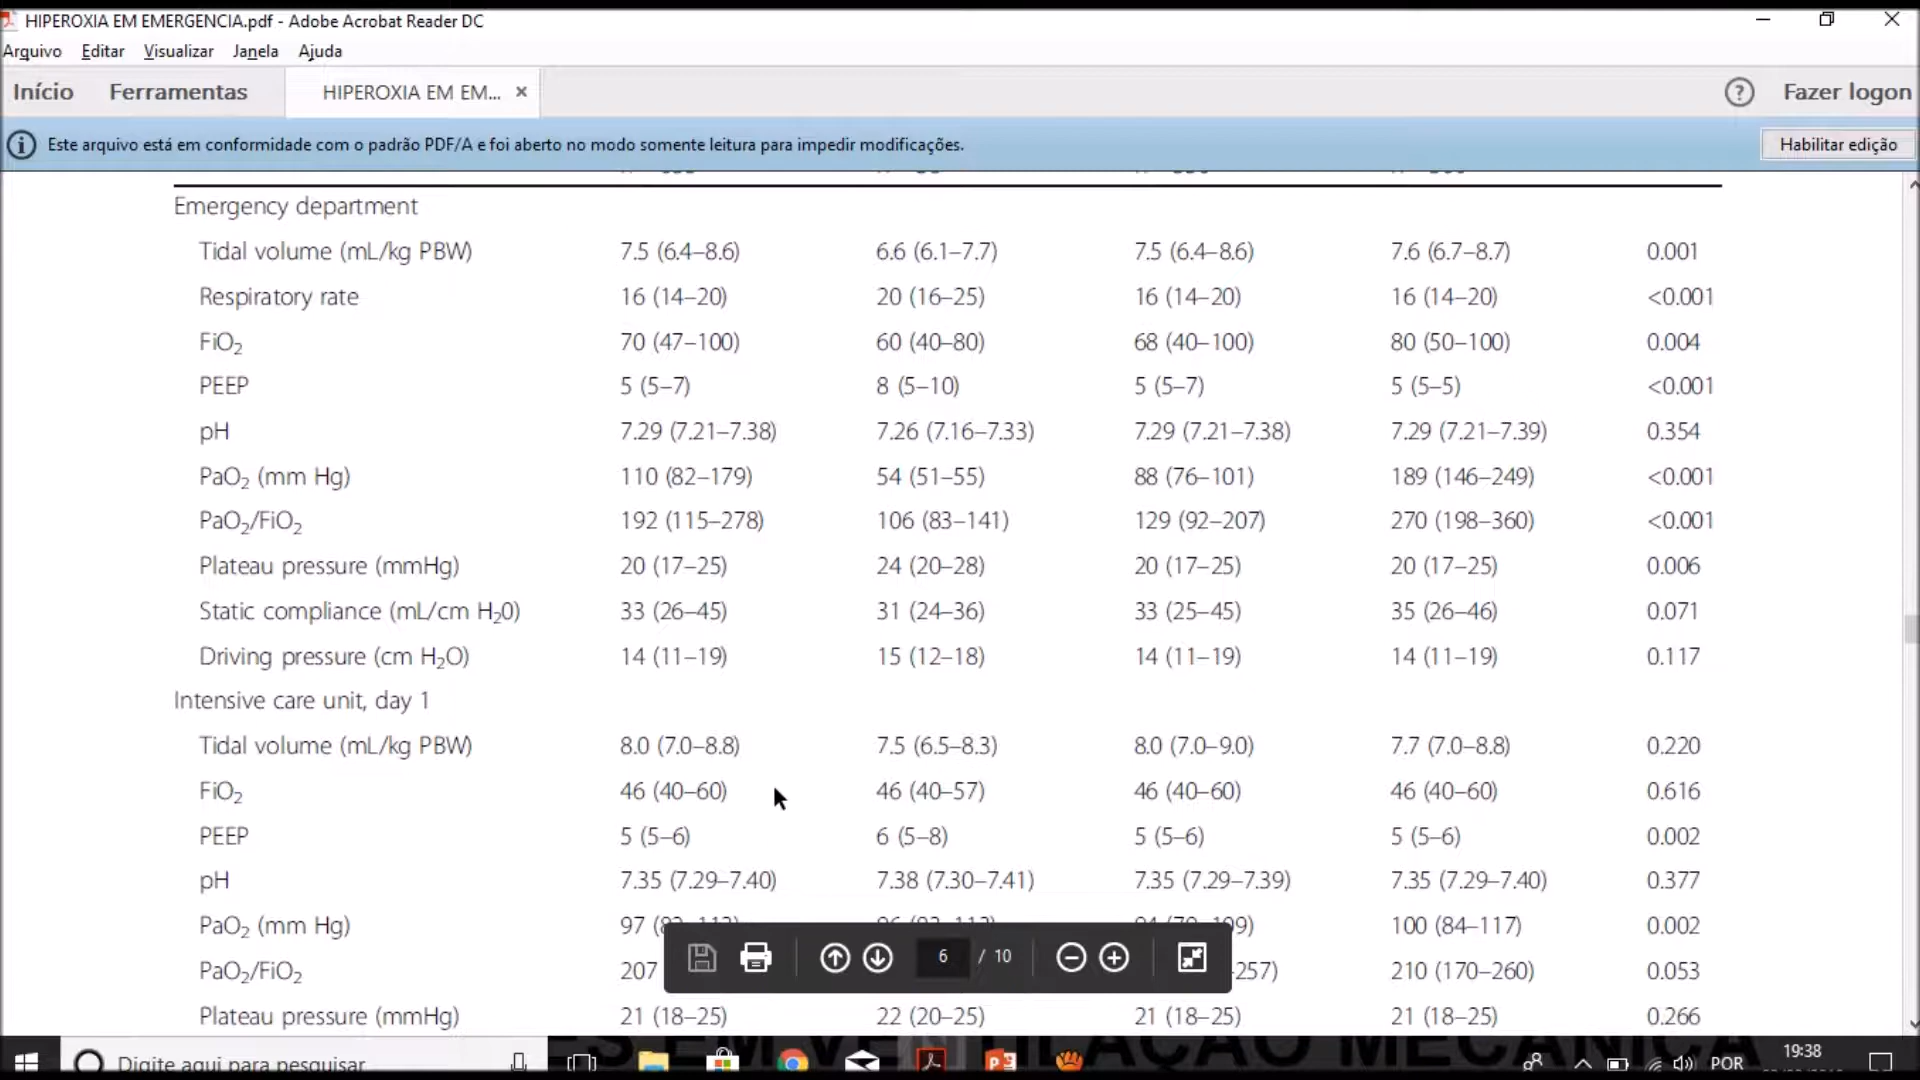 HIPEROXIA EM EMERGENCIA.pdf - Adobe Acrobat Reader DC
Arquivo Editar Visualizar Janela Ajuda
Início Ferramentas HIPEROXIA EM EM... × Fazer logon
Este arquivo está em conformidade com o padrão PDF/A e foi aberto no modo somente leitura para impedir modificações. Habilitar edição
Emergency department
Tidal volume (mL/kg PBW) 7.5 (6.4–8.6) 6.6 (6.1–7.7) 7.5 (6.4–8.6) 7.6 (6.7–8.7) 0.001
Respiratory rate 16 (14–20) 20 (16–25) 16 (14–20) 16 (14–20) <0.001
FiO₂ 70 (47–100) 60 (40–80) 68 (40–100) 80 (50–100) 0.004
PEEP 5 (5–7) 8 (5–10) 5 (5–7) 5 (5–5) <0.001
pH 7.29 (7.21–7.38) 7.26 (7.16–7.33) 7.29 (7.21–7.38) 7.29 (7.21–7.39) 0.354
PaO₂ (mm Hg) 110 (82–179) 54 (51–55) 88 (76–101) 189 (146–249) <0.001
PaO₂/FiO₂ 192 (115–278) 106 (83–141) 129 (92–207) 270 (198–360) <0.001
Plateau pressure (mmHg) 20 (17–25) 24 (20–28) 20 (17–25) 20 (17–25) 0.006
Static compliance (mL/cm H₂0) 33 (26–45) 31 (24–36) 33 (25–45) 35 (26–46) 0.071
Driving pressure (cm H₂O) 14 (11–19) 15 (12–18) 14 (11–19) 14 (11–19) 0.117
Intensive care unit, day 1
Tidal volume (mL/kg PBW) 8.0 (7.0–8.8) 7.5 (6.5–8.3) 8.0 (7.0–9.0) 7.7 (7.0–8.8) 0.220
FiO₂ 46 (40–60) 46 (40–57) 46 (40–60) 46 (40–60) 0.616
PEEP 5 (5–6) 6 (5–8) 5 (5–6) 5 (5–6) 0.002
pH 7.35 (7.29–7.40) 7.38 (7.30–7.41) 7.35 (7.29–7.39) 7.35 (7.29–7.40) 0.377
PaO₂ (mm Hg) 97 100 (84–117) 0.002
PaO₂/FiO₂ 207 –257) 210 (170–260) 0.053
6 / 10
Plateau pressure (mmHg) 21 (18–25) 22 (20–25) 21 (18–25) 21 (18–25) 0.266
Digite aqui para pesquisar POR 19:38
MECANICA